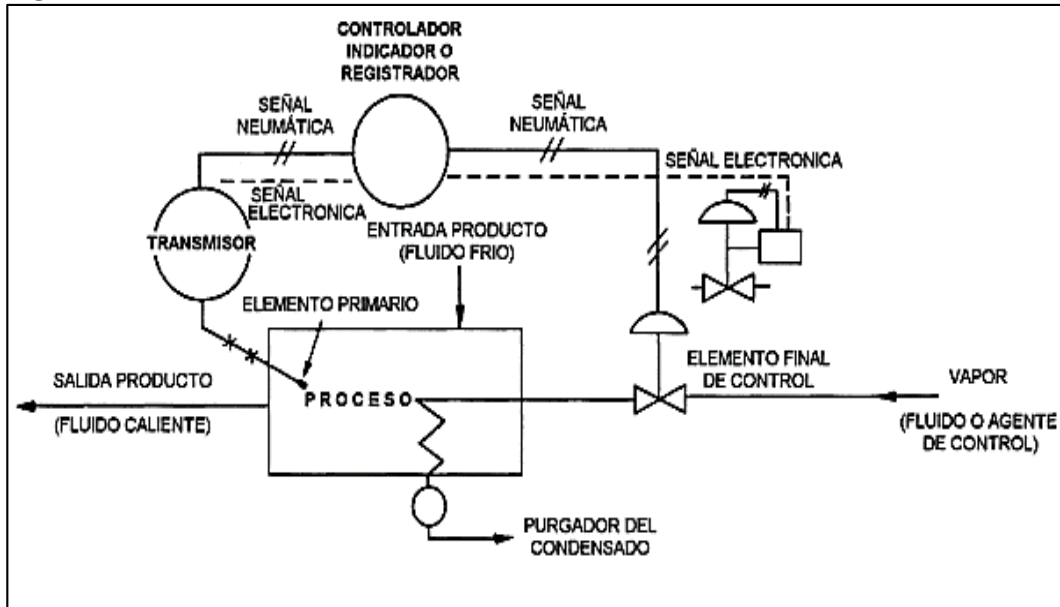 CONTROLADOR
INDICADOR O
REGISTRADOR
SEÑAL
NEUMÁTICA
SEÑAL
NEUMÁTICA
SEÑAL ELECTRONICA
SEÑAL
ELECTRONICA
TRANSMISOR
ENTRADA PRODUCTO
(FLUIDO FRIO)
ELEMENTO PRIMARIO
SALIDA PRODUCTO
(FLUIDO CALIENTE)
PROCESO
ELEMENTO FINAL
DE CONTROL
VAPOR
(FLUIDO O AGENTE
DE CONTROL)
PURGADOR DEL
CONDENSADO